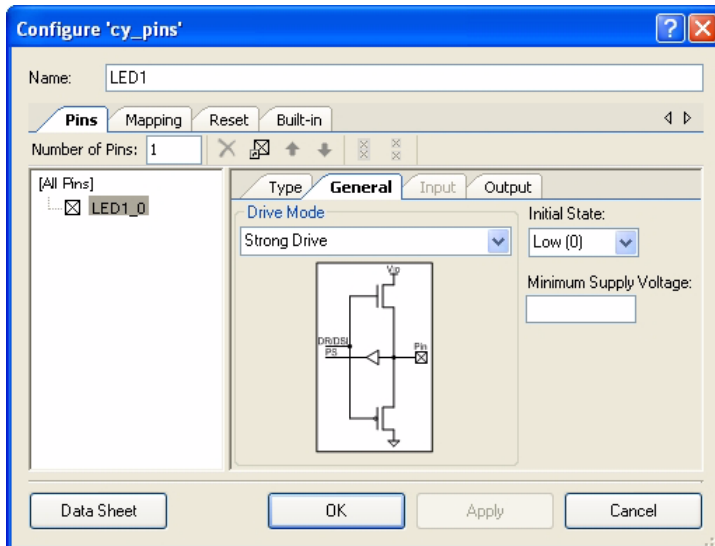 Configure 'cy_pins'
Name: LED1
Pins Mapping Reset Built-in
Number of Pins: 1
[All Pins]
LED1_0
Type General Input Output
Drive Mode
Strong Drive
Initial State:
Low (0)
Minimum Supply Voltage:
Vio
DR/DSI
PS
Pin
Data Sheet OK Apply Cancel